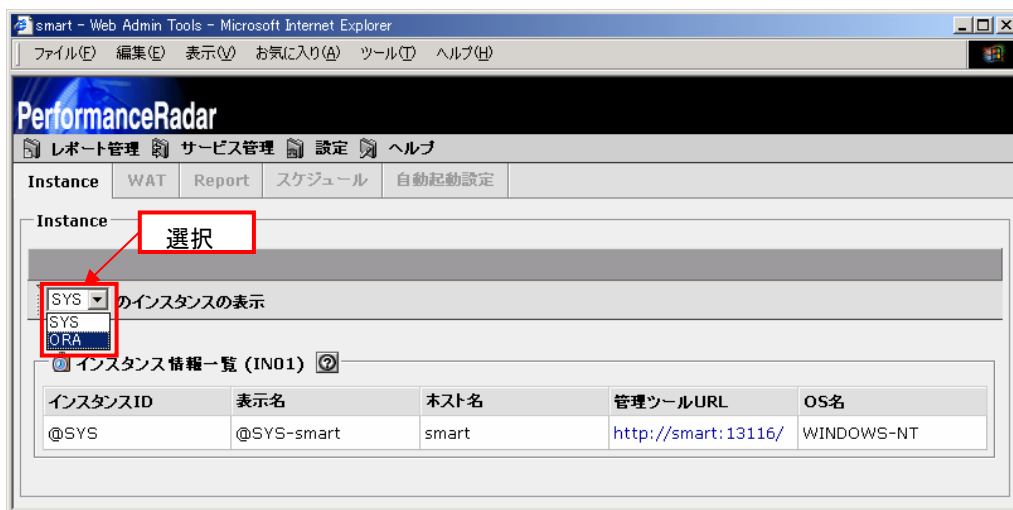 smart - Web Admin Tools - Microsoft Internet Explorer
ファイル(F) 編集(E) 表示(V) お気に入り(A) ツール(T) ヘルプ(H)
PerformanceRadar
レポート管理 サービス管理 設定 ヘルプ
Instance WAT Report スケジュール 自動起動設定
Instance
選択
SYS のインスタンスの表示
SYS
ORA
インスタンス情報一覧 (IN01)
インスタンスID 表示名 ホスト名 管理ツールURL OS名
@SYS @SYS-smart smart http://smart:13116/ WINDOWS-NT